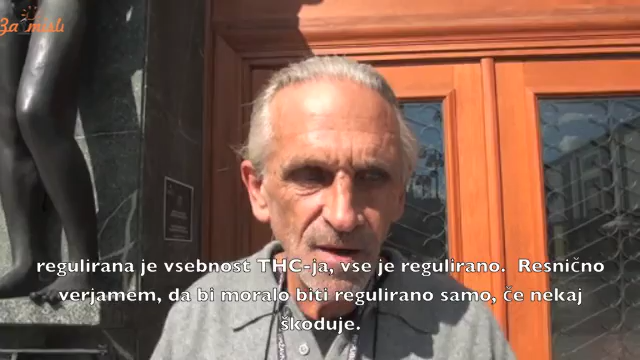 Za misli
regulirana je vsebnost THC-ja, vse je regulirano. Resnično
verjamem, da bi moralo biti regulirano samo, če nekaj
škoduje.